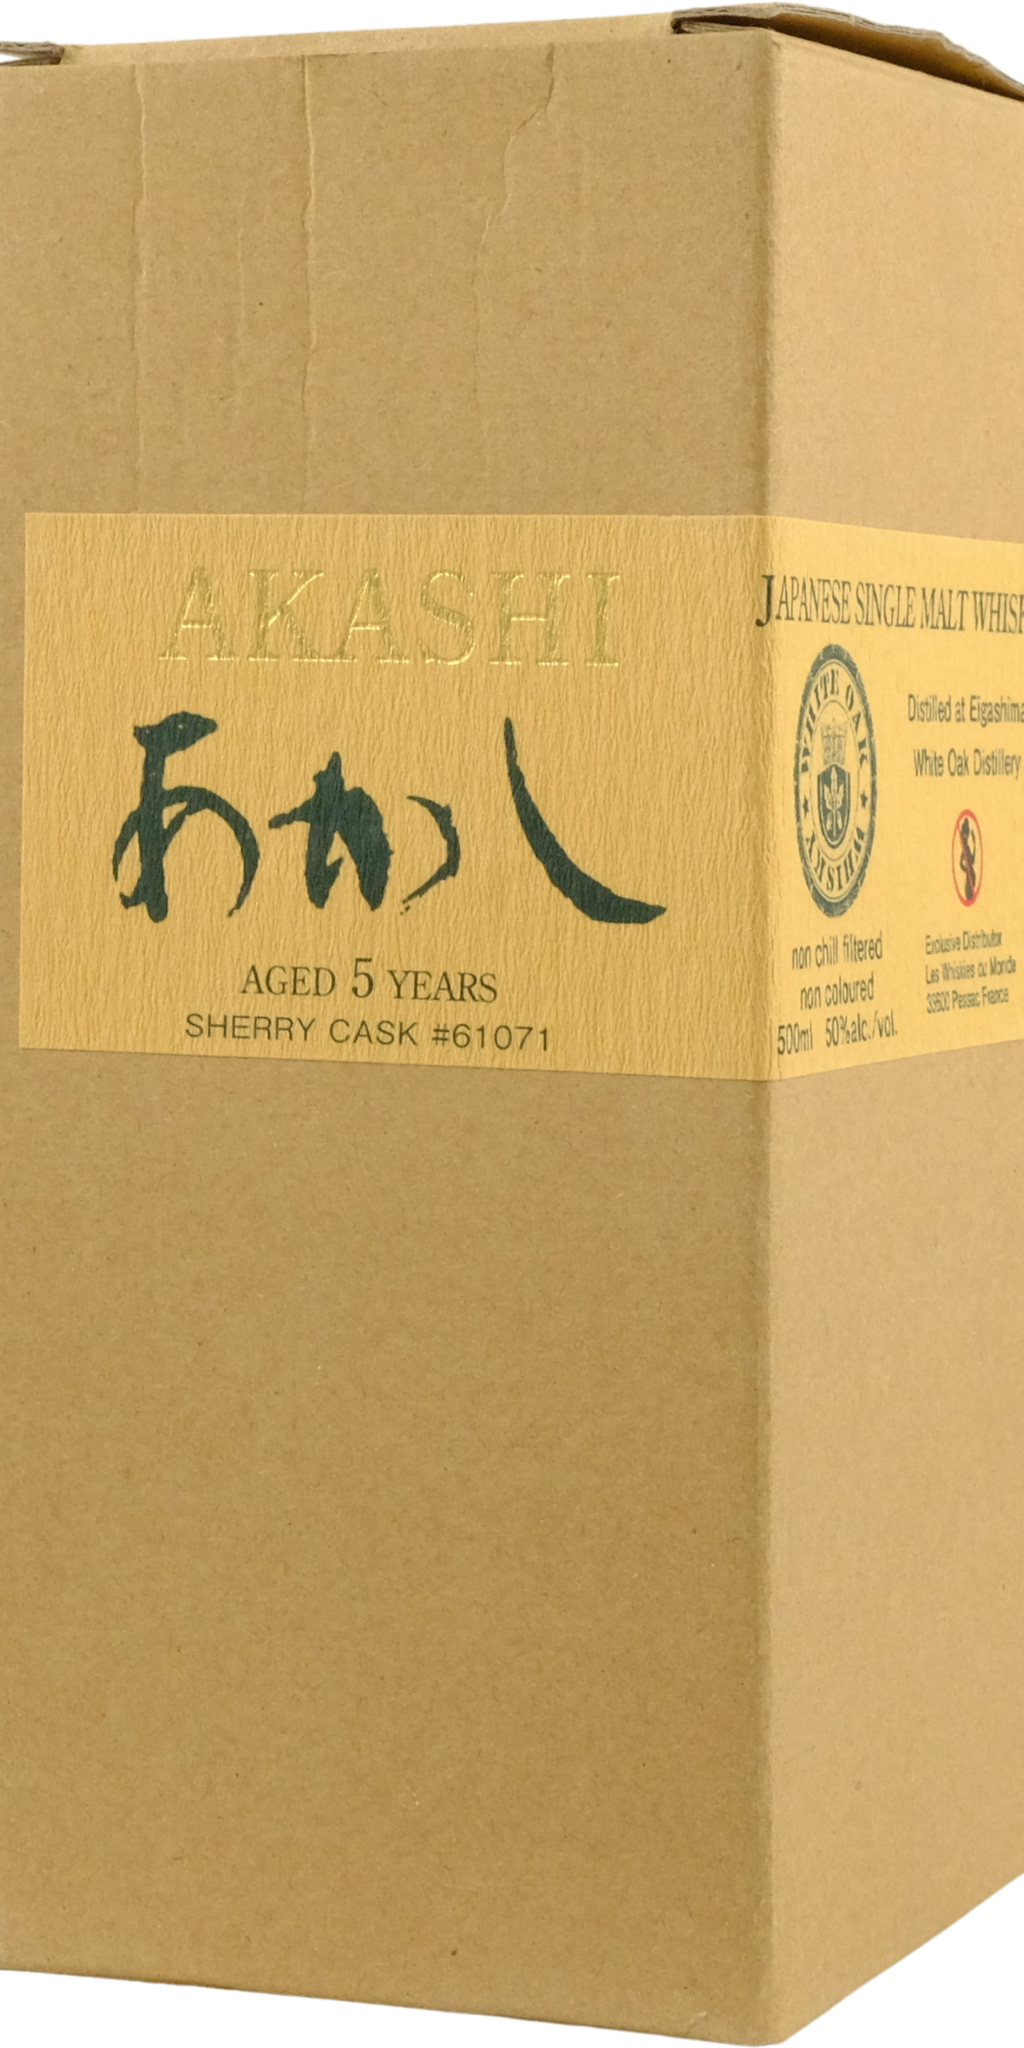 AKASHI
あかし
AGED 5 YEARS
SHERRY CASK #61071
JAPANESE SINGLE MALT
WHITE OAK
WHISKY
Distilled at Eigashima
White Oak Distillery
non chill filtered
non coloured
500ml 50%alc./vol.
Exclusive Distributor
Les Whiskies du Monde
33600 Pessac France